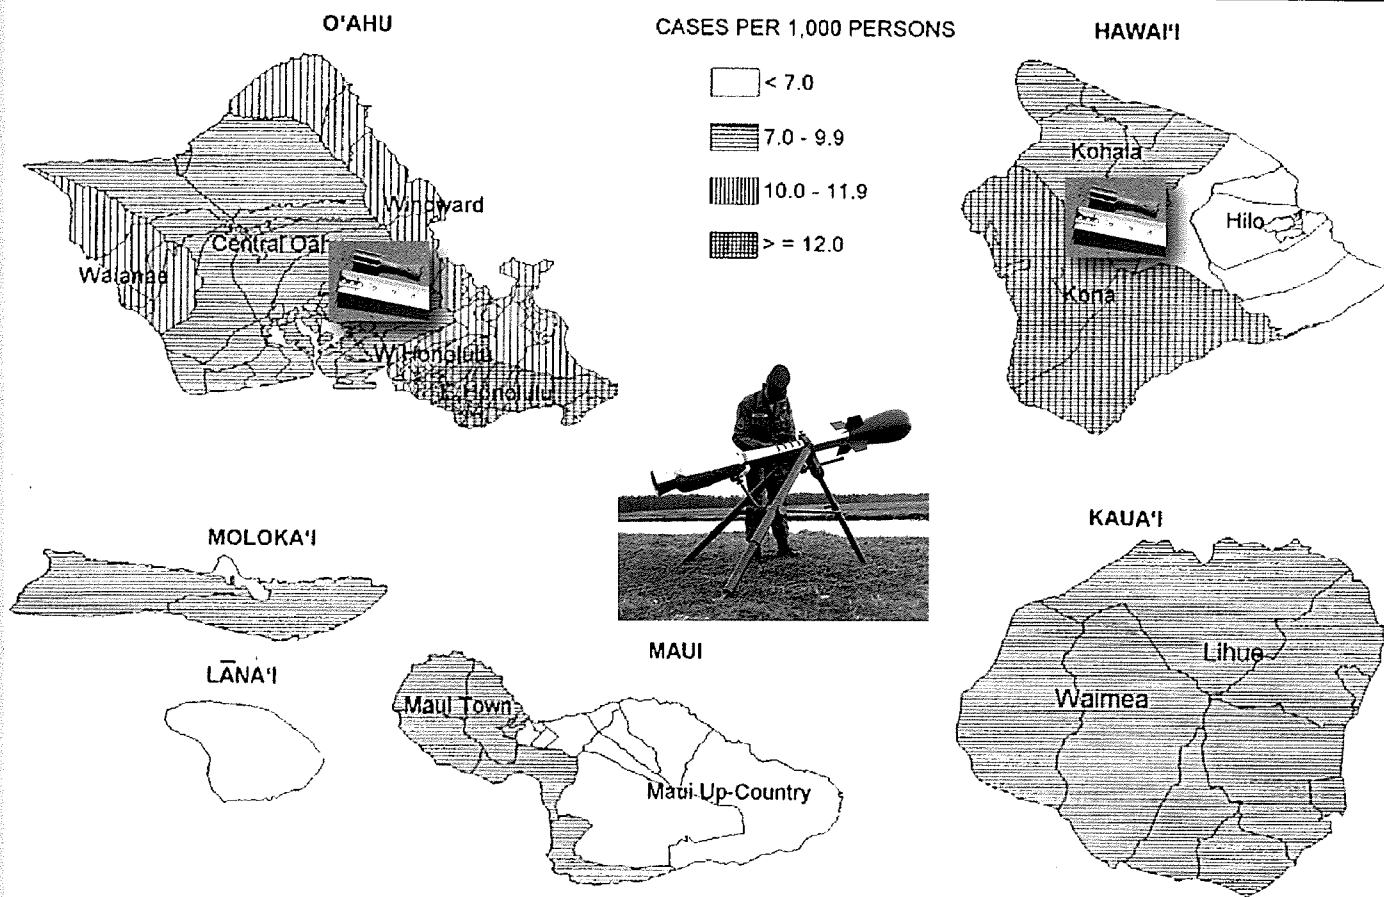 O'AHU
CASES PER 1,000 PERSONS
HAWAI'I
< 7.0
7.0 - 9.9
10.0 - 11.9
> = 12.0
Kohala
Windward
Hilo
Central Oa
Waianae
Kona
W Honolulu
E. Honolulu
MOLOKA'I
KAUA'I
MAUI
LĀNA'I
Lihue
Waimea
Maui Town
Maui Up-Country